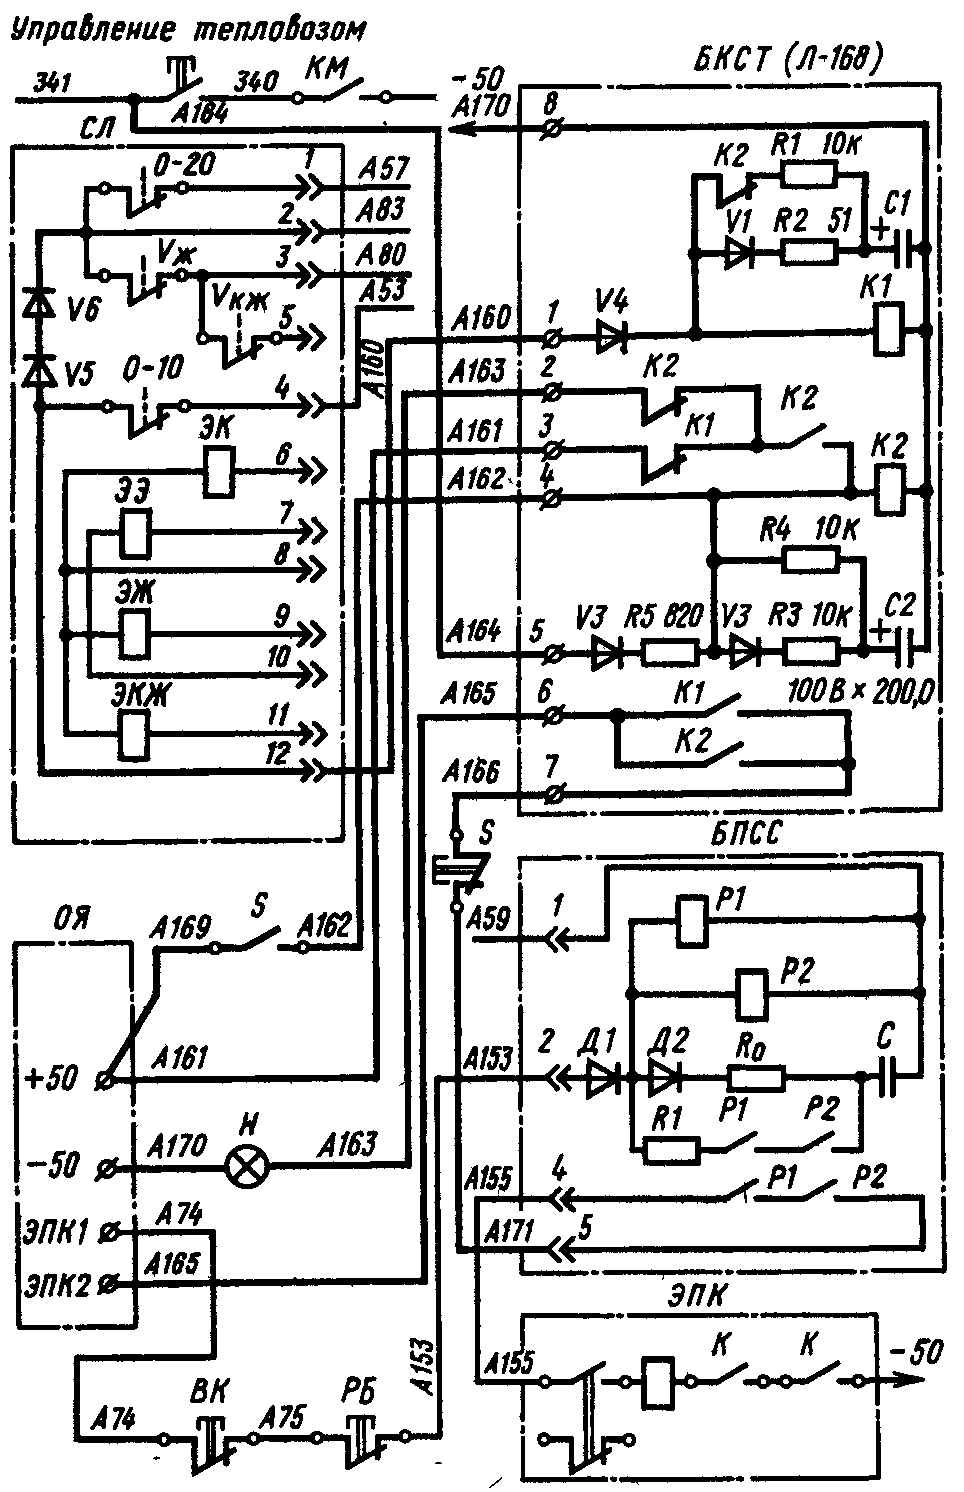 Управление тепловозом
341
340
КМ
А184
-50
А170
БКСТ (Л-168)
8
СЛ
0-20
1
А57
2
А83
Vж
3
А80
Vкж
5
А53
V6
V5
0-10
4
А160
ЭК
6
ЭЭ
7
8
ЭЖ
9
10
ЭКЖ
11
12
К2
R1 10к
V1
R2 51
+
C1
К1
А160
1
V4
А163
2
К2
К2
А161
3
К1
К2
А162
4
R4 10к
А164
5
V3
R5 820
V3
R3 10к
+
C2
100В × 200,0
А165
6
К1
К2
А166
7
S
БПСС
А59
1
Р1
Р2
А153
2
Д1
Д2
Rо
С
R1
Р1
Р2
А155
4
Р1
Р2
А171
5
ОЯ
А169
S
А162
+50
А161
-50
А170
Н
А163
ЭПК1
А74
ЭПК2
А165
А153
А74
ВК
А75
РБ
ЭПК
А155
К
К
-50